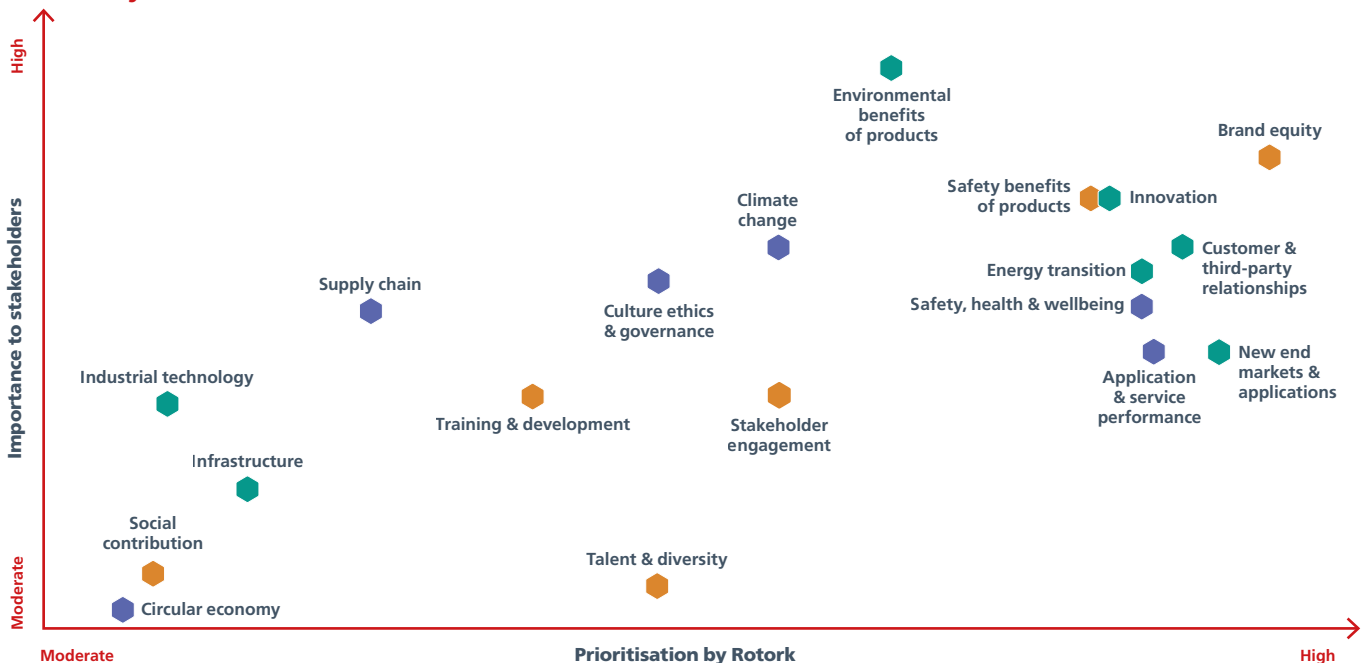 High
Environmental
benefits
of products
Brand equity
Safety benefits
of products
Innovation
Climate
change
Customer &
third-party
relationships
Energy transition
Supply chain
Culture ethics
& governance
Safety, health & wellbeing
Importance to stakeholders
New end
markets &
applications
Application
& service
performance
Industrial technology
Training & development
Stakeholder
engagement
Infrastructure
Social
contribution
Talent & diversity
Circular economy
Moderate
Moderate
Prioritisation by Rotork
High